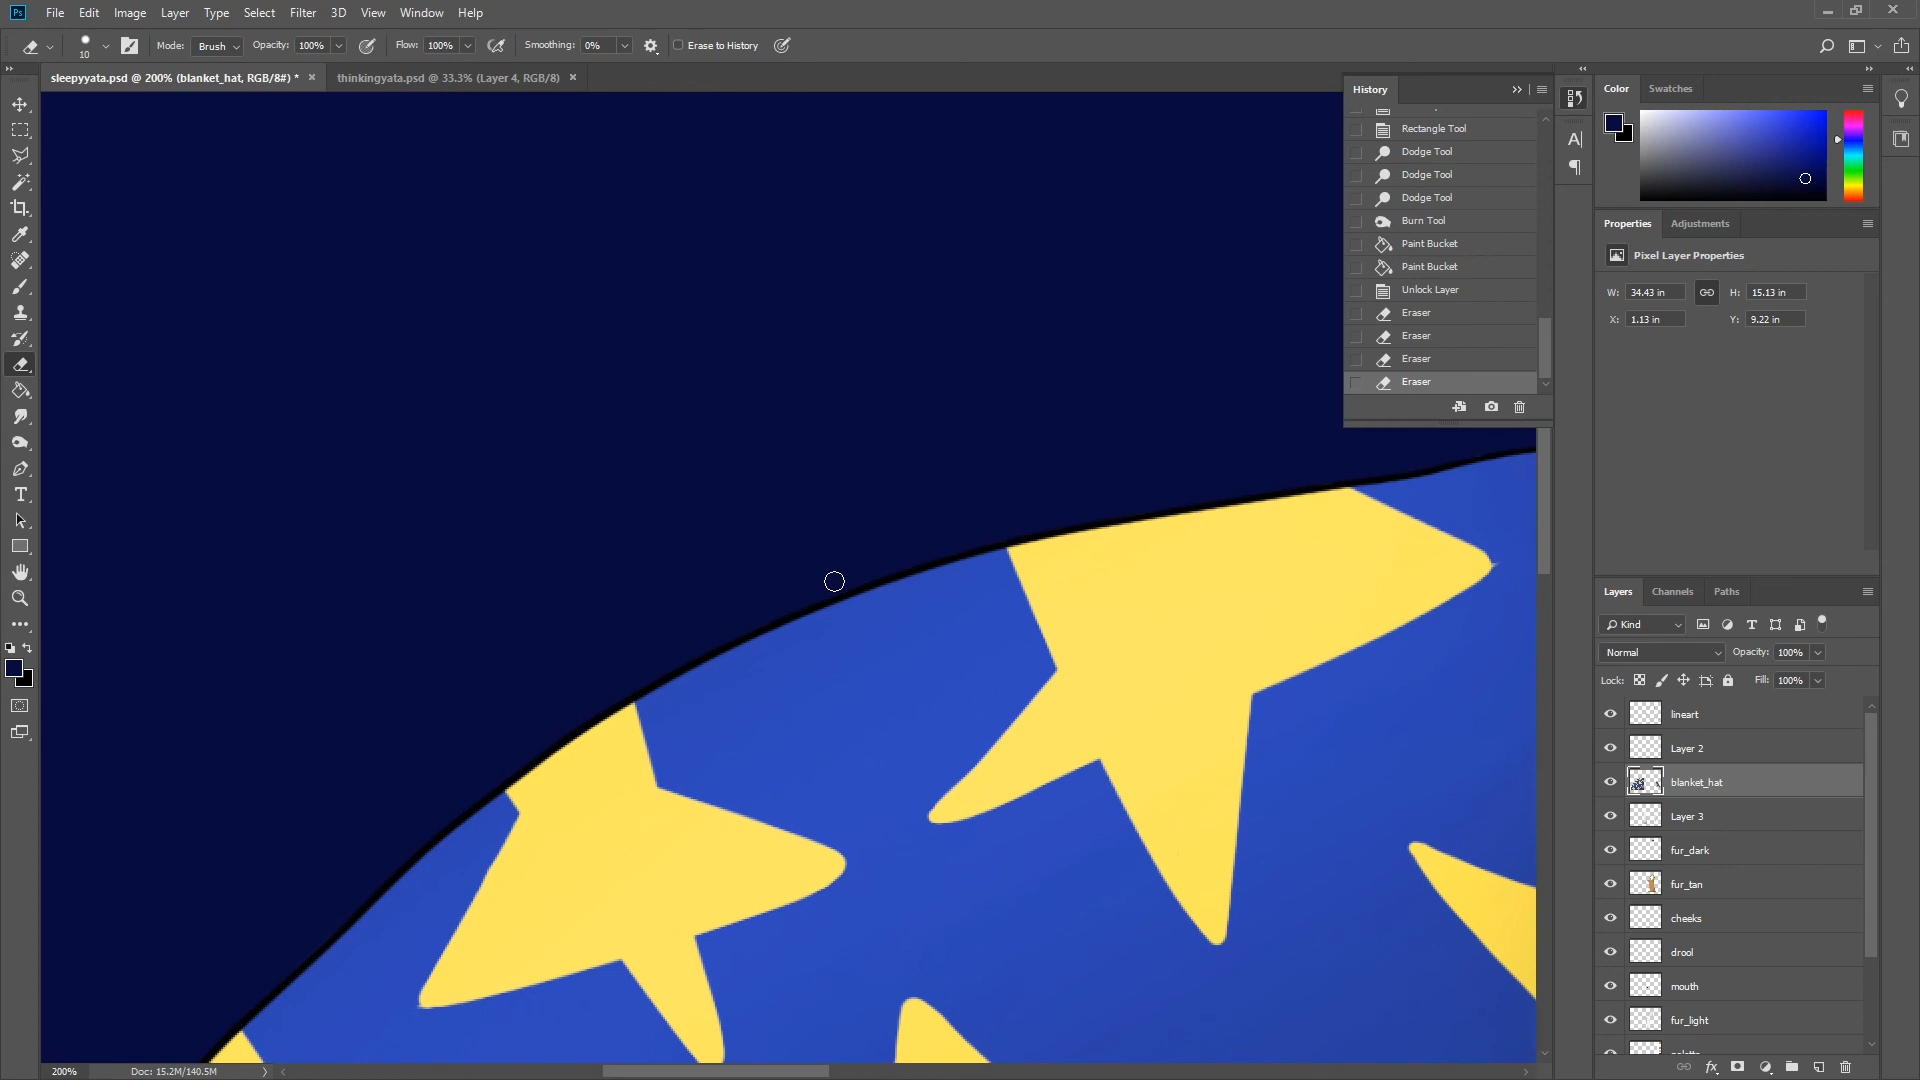 Ps File Edit Image Layer Type Select Filter 3D View Window Help
10 Mode: Brush Opacity: 100% Flow: 100% Smoothing: 0% Erase to History
sleepyyata.psd @ 200% (blanket_hat, RGB/8#) * × thinkingyata.psd @ 33.3% (Layer 4, RGB/8) ×
History
Rectangle Tool
Dodge Tool
Dodge Tool
Dodge Tool
Burn Tool
Paint Bucket
Paint Bucket
Unlock Layer
Eraser
Eraser
Eraser
Eraser
Color Swatches
Properties Adjustments
Pixel Layer Properties
W: 34.43 in H: 15.13 in
X: 1.13 in Y: 9.22 in
Layers Channels Paths
Kind
Normal Opacity: 100%
Lock: Fill: 100%
lineart
Layer 2
blanket_hat
Layer 3
fur_dark
fur_tan
cheeks
drool
mouth
fur_light
200% Doc: 15.2M/140.5M